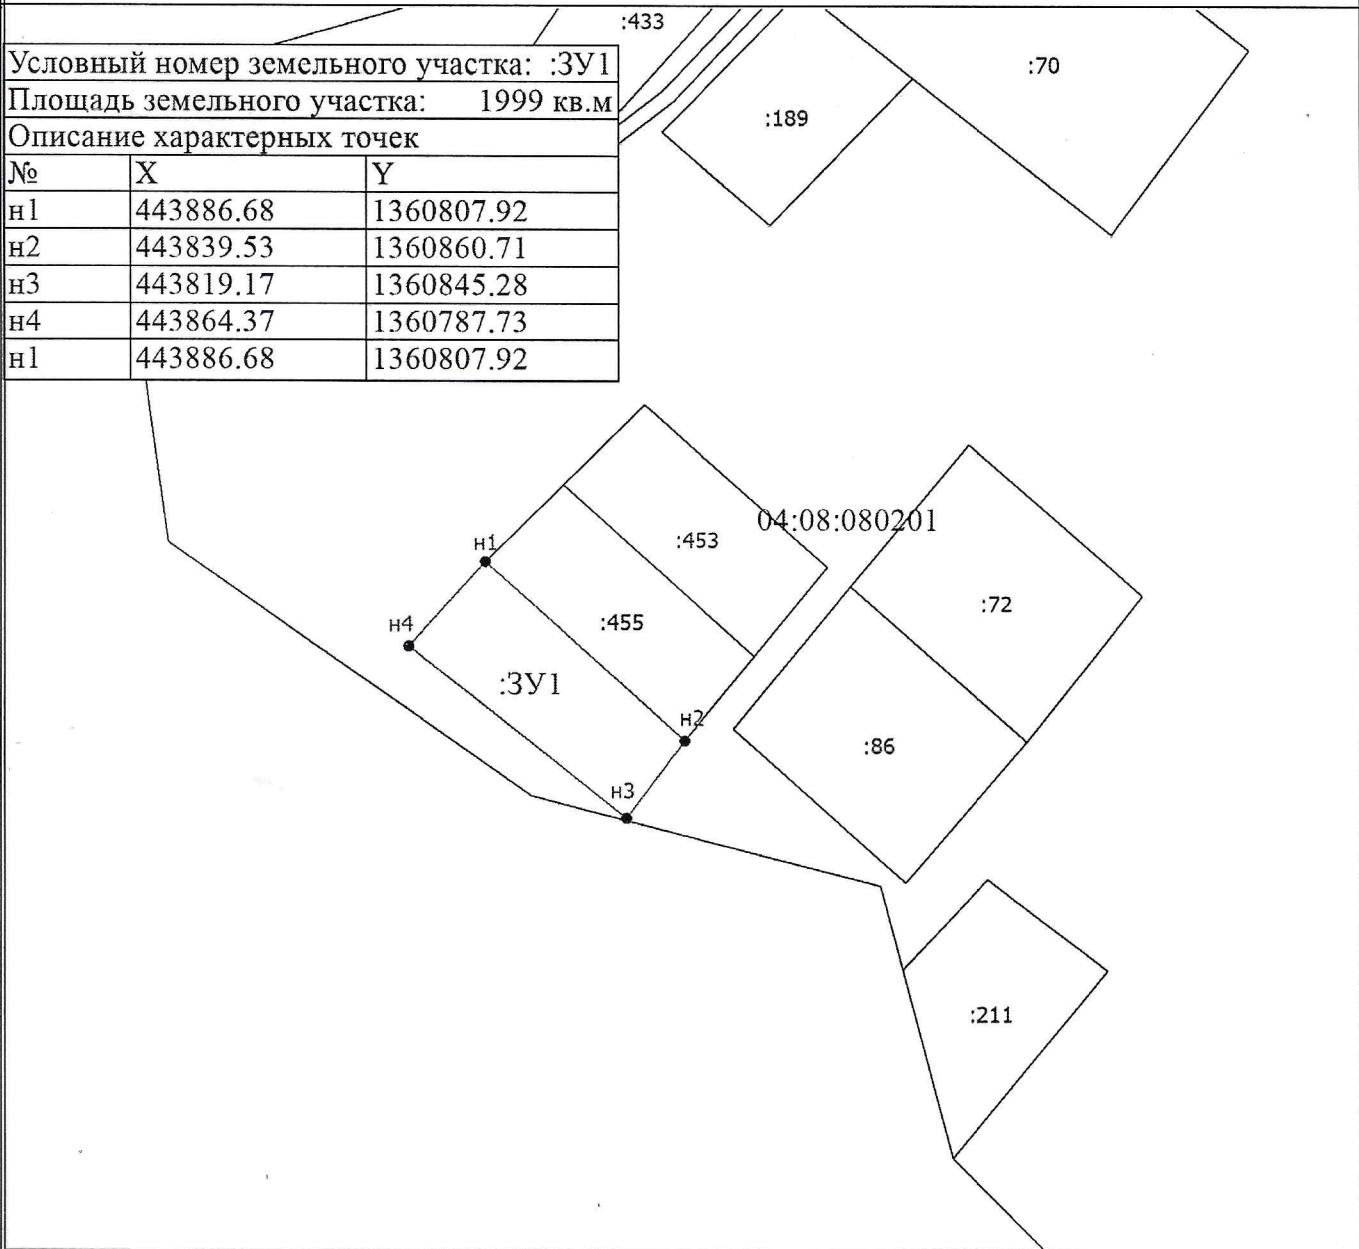 :433
Условный номер земельного участка: :ЗУ1
:70
Площадь земельного участка: 1999 кв.м
:189
Описание характерных точек
№ X Y
н1 443886.68 1360807.92
н2 443839.53 1360860.71
н3 443819.17 1360845.28
н4 443864.37 1360787.73
н1 443886.68 1360807.92
04:08:080201
н1
:453
:72
н4
:455
:ЗУ1
н2
:86
н3
:211